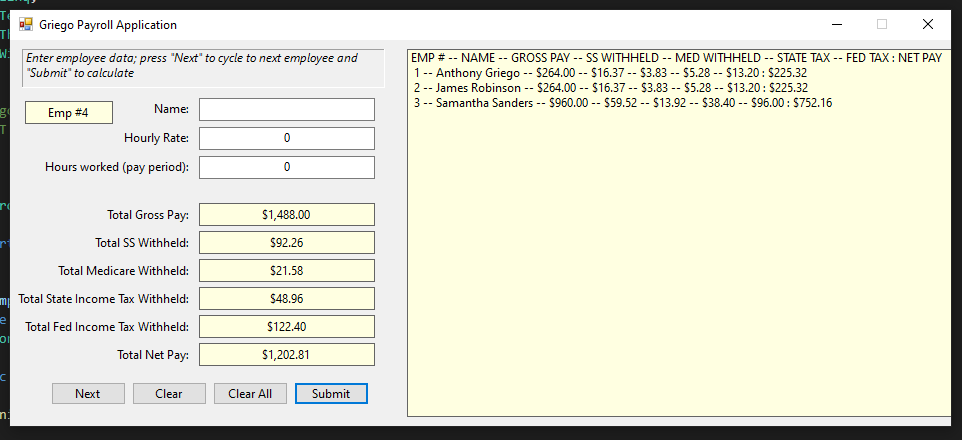 Griego Payroll Application
Enter employee data; press "Next" to cycle to next employee and
"Submit" to calculate
Emp #4
Name:
Hourly Rate:
0
Hours worked (pay period):
0
Total Gross Pay:
$1,488.00
Total SS Withheld:
$92.26
Total Medicare Withheld:
$21.58
Total State Income Tax Withheld:
$48.96
Total Fed Income Tax Withheld:
$122.40
Total Net Pay:
$1,202.81
Next
Clear
Clear All
Submit
EMP # -- NAME -- GROSS PAY -- SS WITHHELD -- MED WITHHELD -- STATE TAX -- FED TAX : NET PAY
1 -- Anthony Griego -- $264.00 -- $16.37 -- $3.83 -- $5.28 -- $13.20 : $225.32
2 -- James Robinson -- $264.00 -- $16.37 -- $3.83 -- $5.28 -- $13.20 : $225.32
3 -- Samantha Sanders -- $960.00 -- $59.52 -- $13.92 -- $38.40 -- $96.00 : $752.16